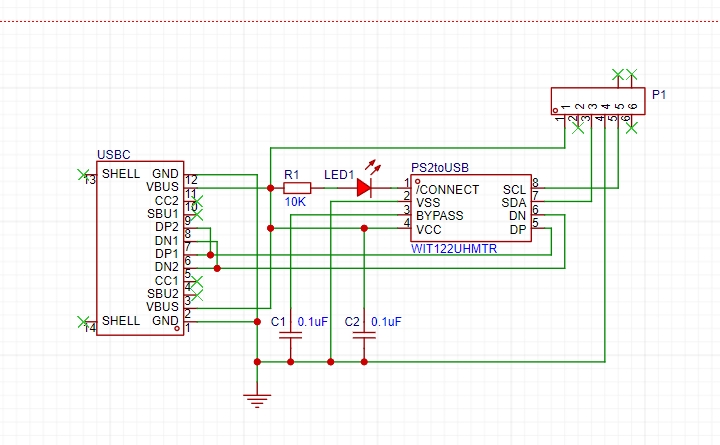 P1
1 2 3 4 5 6
1 2 3 4 5 6
USBC
13 SHELL GND 12
VBUS 11
CC2 10
SBU1 9
DP2 8
DN1 7
DP1 6
DN2 5
CC1 4
SBU2 3
VBUS 2
14 SHELL GND 1
R1
10K
LED1
PS2toUSB
1 /CONNECT SCL 8
2 VSS SDA 7
3 BYPASS DN 6
4 VCC DP 5
WIT122UHMTR
C1 0.1uF
C2 0.1uF